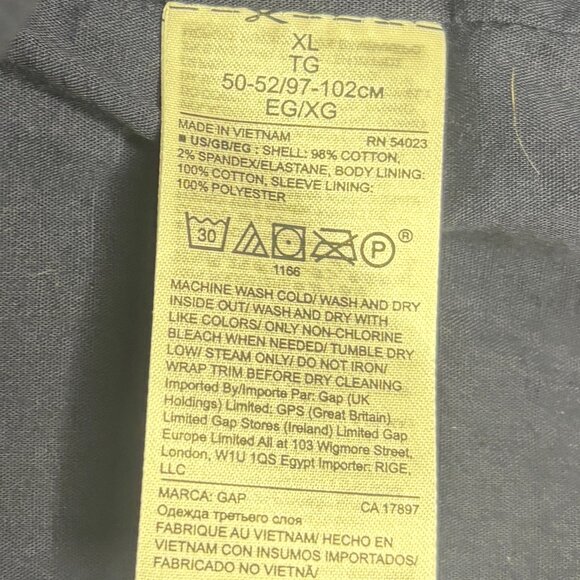 XL
TG
50-52/97-102см
EG/XG
MADE IN VIETNAM RN 54023
■ US/GB/EG : SHELL: 98% COTTON,
2% SPANDEX/ELASTANE, BODY LINING:
100% COTTON, SLEEVE LINING:
100% POLYESTER
30 P ®
1166
MACHINE WASH COLD/ WASH AND DRY
INSIDE OUT/ WASH AND DRY WITH
LIKE COLORS/ ONLY NON-CHLORINE
BLEACH WHEN NEEDED/ TUMBLE DRY
LOW/ STEAM ONLY/ DO NOT IRON/
WRAP TRIM BEFORE DRY CLEANING
Imported By/Importe Par: Gap (UK
Holdings) Limited: GPS (Great Britain)
Limited Gap Stores (Ireland) Limited Gap
Europe Limited All at 103 Wigmore Street,
London, W1U 1QS Egypt Importer: RIGE,
LLC
MARCA: GAP CA 17897
Одежда третьего слоя
FABRIQUE AU VIETNAM/ HECHO EN
VIETNAM CON INSUMOS IMPORTADOS/
FABRICADO NO VIETNÃ/